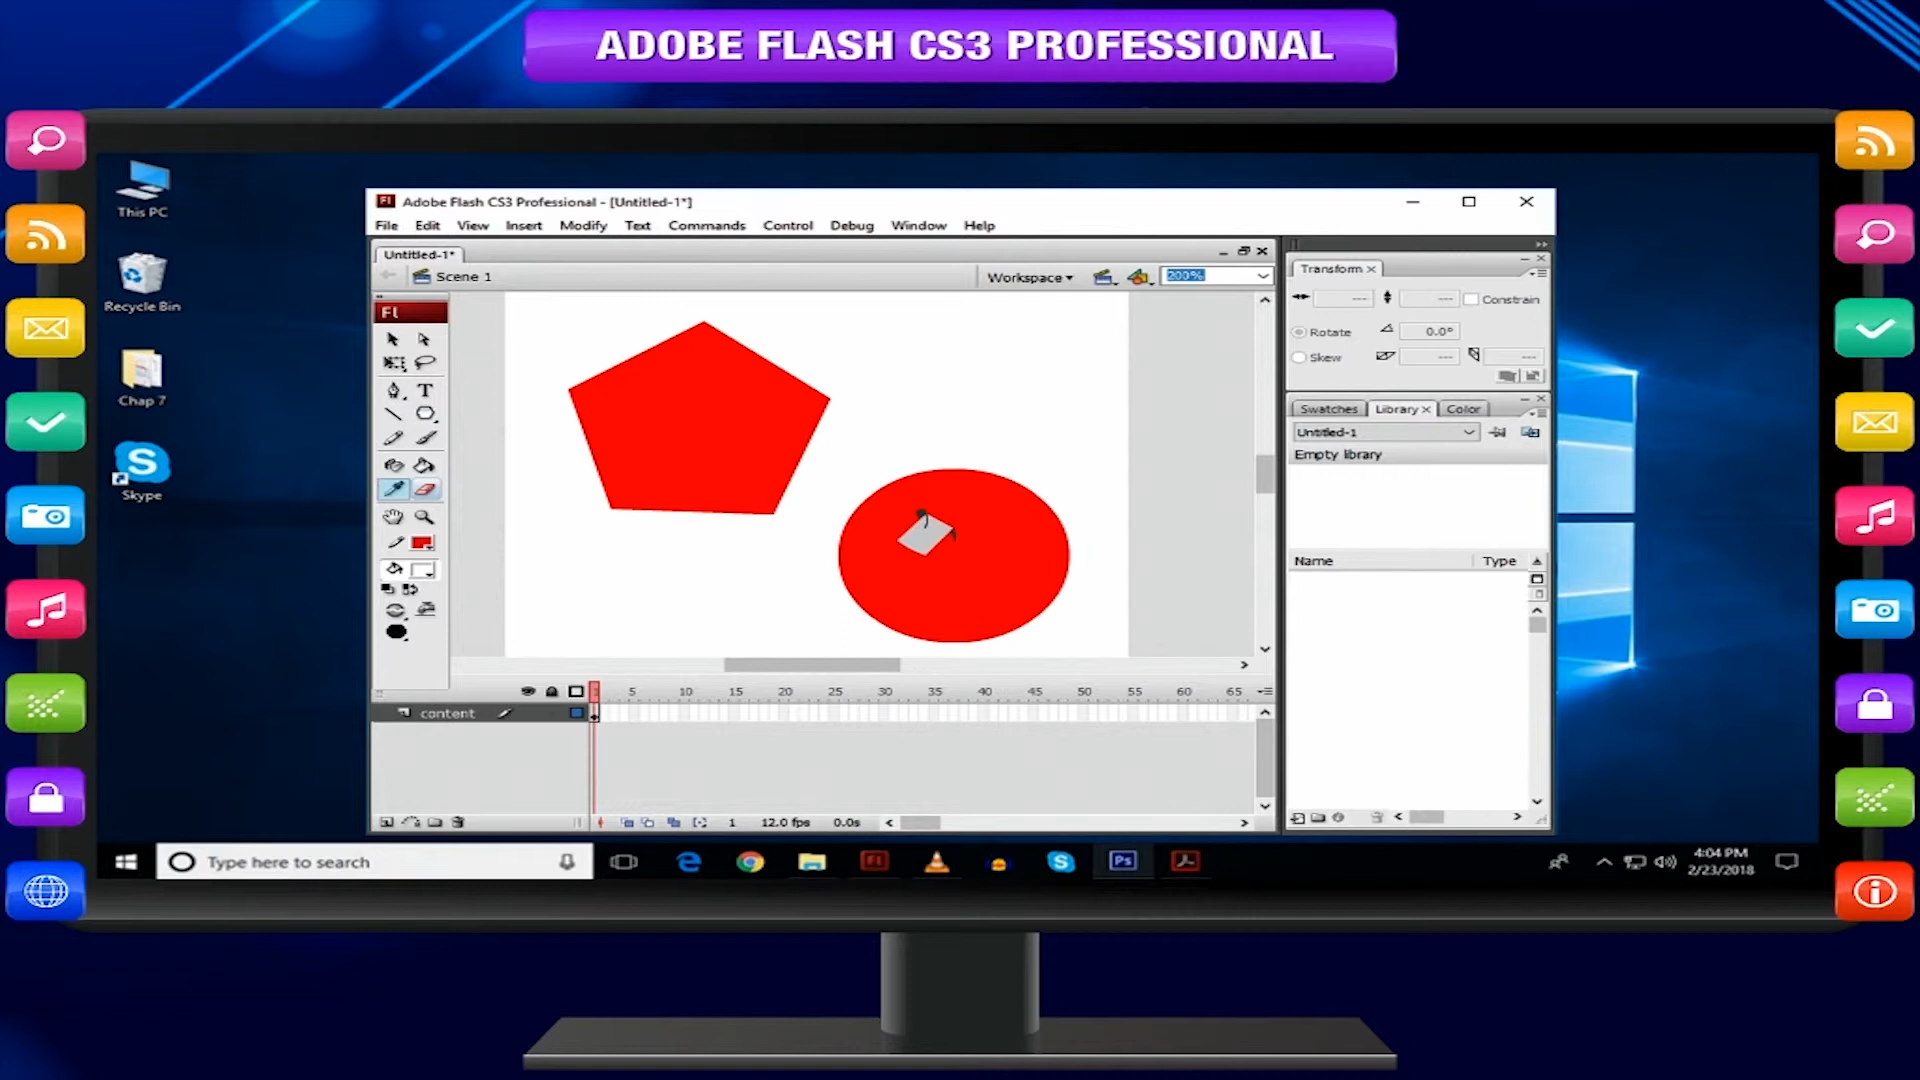 ADOBE FLASH CS3 PROFESSIONAL
This PC
Recycle Bin
Chap 7
Skype
Fl Adobe Flash CS3 Professional - [Untitled-1*]
File Edit View Insert Modify Text Commands Control Debug Window Help
Untitled-1*
Scene 1
Workspace
200%
Fl
T
5 10 15 20 25 30 35 40 45 50 55 60 65
content
1 12.0 fps 0.0s
Transform
--- --- Constrain
Rotate 0.0°
Skew --- ---
Swatches Library Color
Untitled-1
Empty library
Name Type
Type here to search
Fl
S
Ps
4:04 PM
2/23/2018